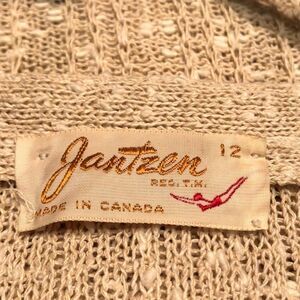 Jantzen 12
REG. T.M.
MADE IN CANADA